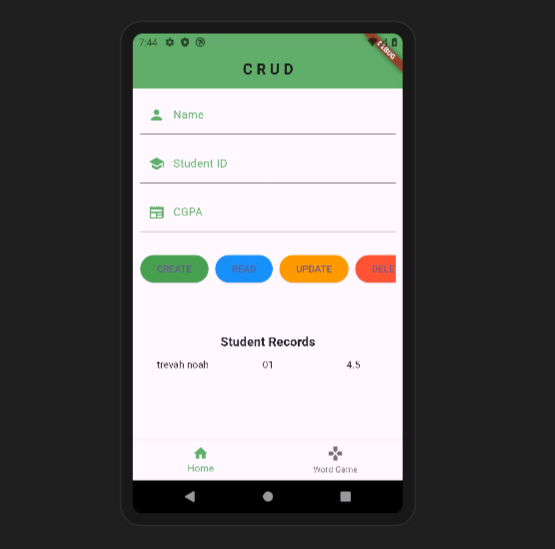 7:44
DEBUG
CRUD
Name
Student ID
CGPA
CREATE READ UPDATE DELE
Student Records
trevah noah 01 4.5
Home Word Game